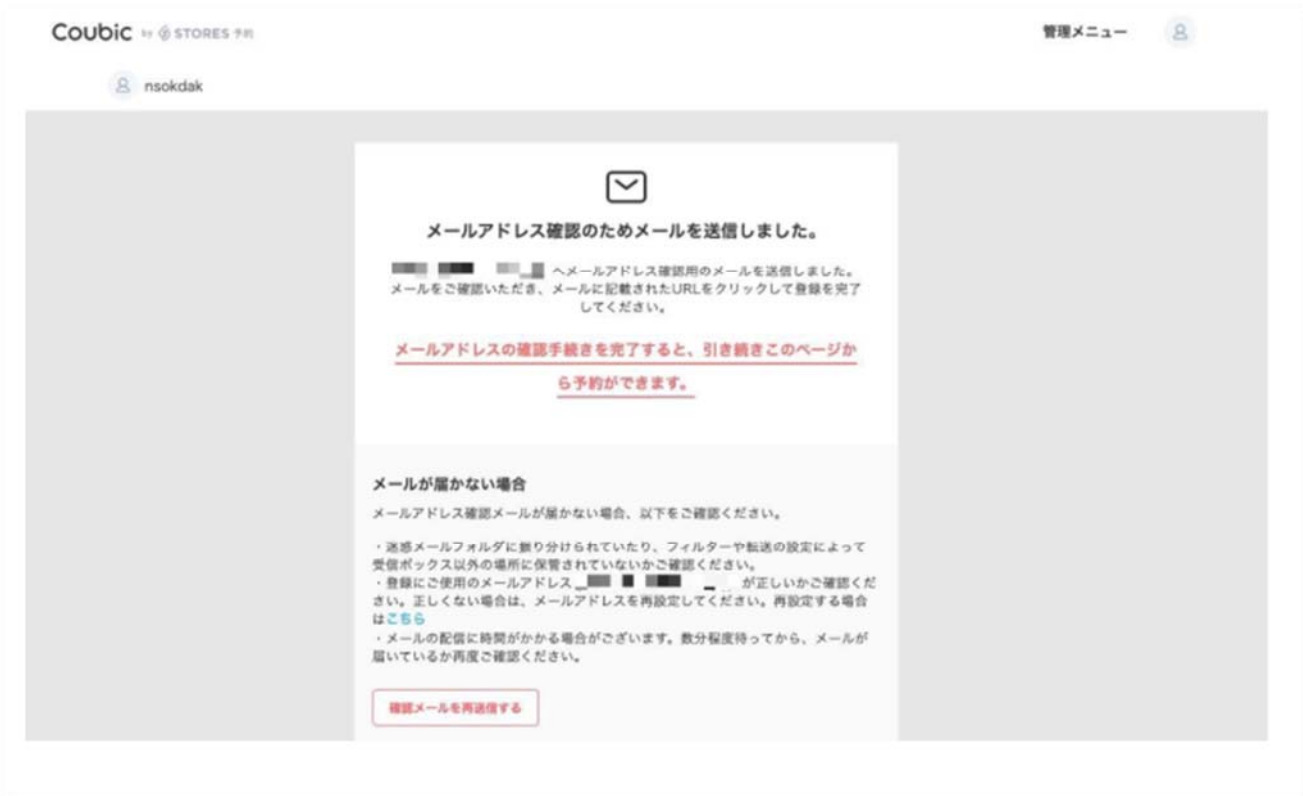 Coubic by STORES 予約
管理メニュー
nsokdak
メールアドレス確認のためメールを送信しました。
へメールアドレス確認用のメールを送信しました。
メールをご確認いただき、メールに記載されたURLをクリックして登録を完了
してください。
メールアドレスの確認手続きを完了すると、引き続きこのページか
ら予約ができます。
メールが届かない場合
メールアドレス確認メールが届かない場合、以下をご確認ください。
・迷惑メールフォルダに振り分けられていたり、フィルターや転送の設定によって
受信ボックス以外の場所に保管されていないかご確認ください。
・登録にご使用のメールアドレス が正しいかご確認くだ
さい。正しくない場合は、メールアドレスを再設定してください。再設定する場合
はこちら
・メールの配信に時間がかかる場合がございます。数分程度待ってから、メールが
届いているか再度ご確認ください。
確認メールを再送信する